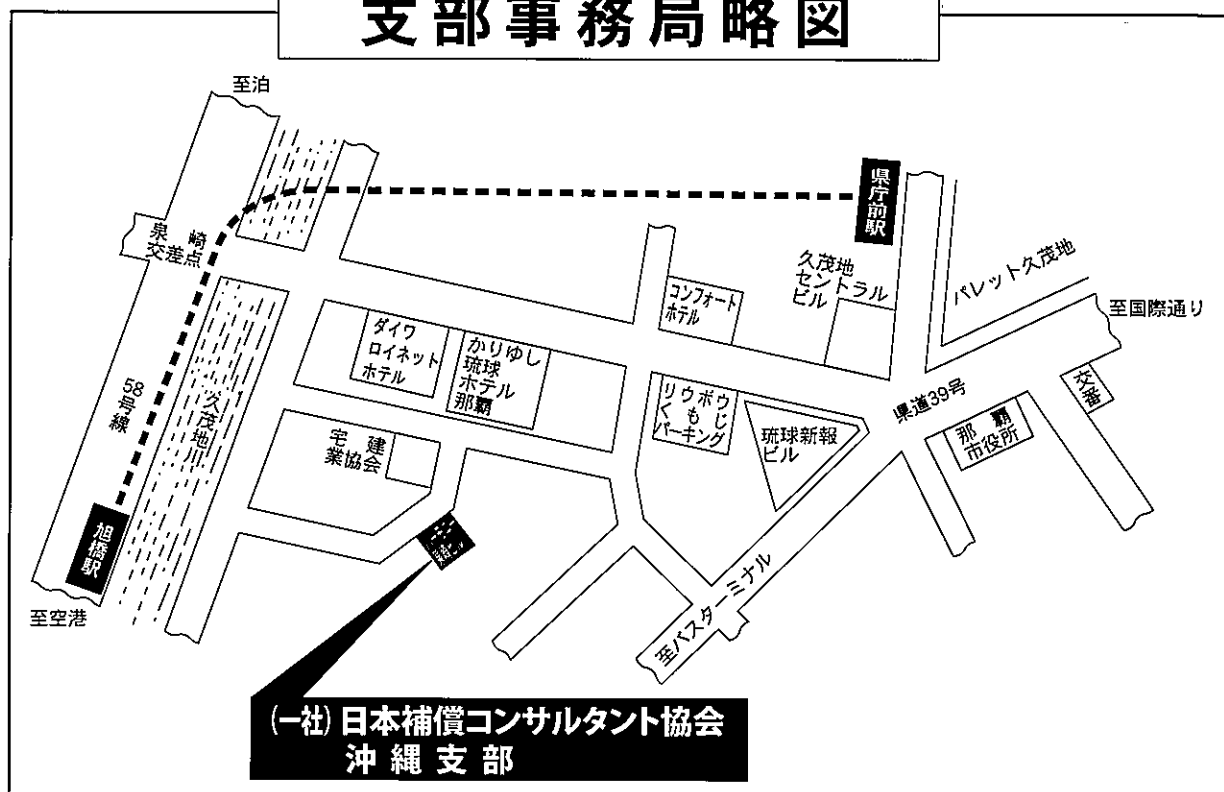 支部事務局略図
至泊
県庁前駅
泉崎
交差点
久茂地
セントラル
ビル
パレット久茂地
コンフォート
ホテル
至国際通り
ダイワ
ロイネット
ホテル
かりゆし
琉球
ホテル
那覇
58号線
久茂地川
リウボウ
くもじ
パーキング
県道39号
交番
琉球新報
ビル
那覇
市役所
宅建
業協会
旭橋駅
至空港
至バスターミナル
(一社)日本補償コンサルタント協会
沖縄支部